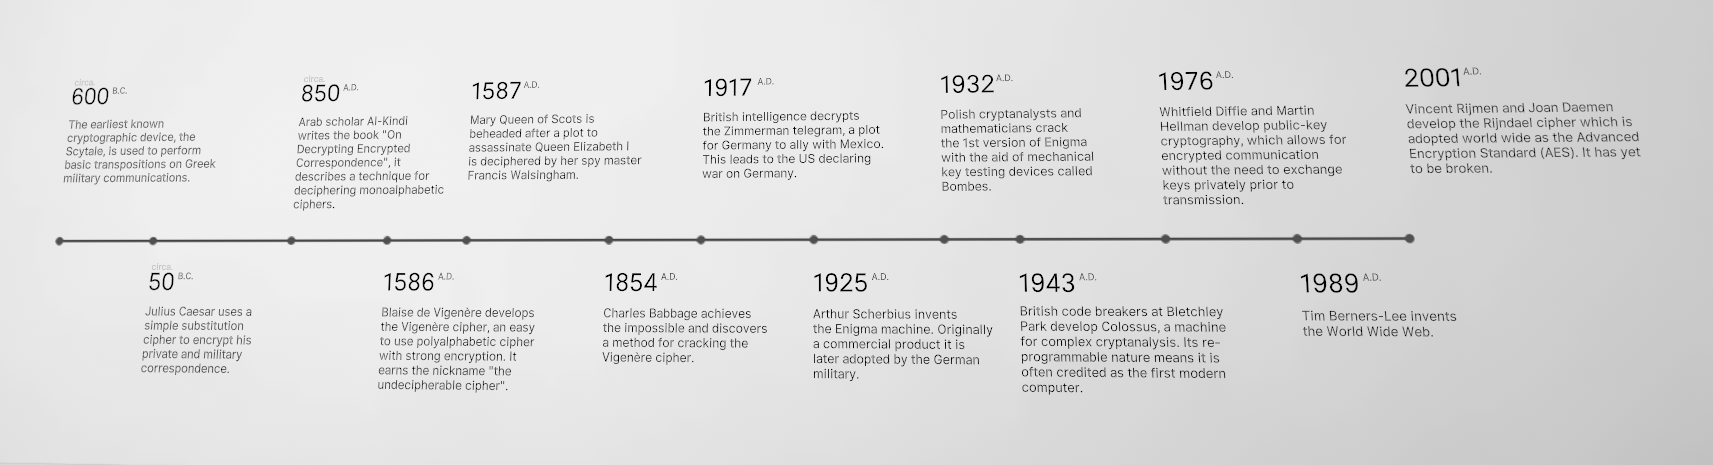 circa.
600 B.C.
The earliest known
cryptographic device, the
Scytale, is used to perform
basic transpositions on Greek
military communications.
circa.
50 B.C.
Julius Caesar uses a
simple substitution
cipher to encrypt his
private and military
correspondence.
circa.
850 A.D.
Arab scholar Al-Kindi
writes the book "On
Decrypting Encrypted
Correspondence", it
describes a technique for
deciphering monoalphabetic
ciphers.
1586 A.D.
Blaise de Vigenère develops
the Vigenère cipher, an easy
to use polyalphabetic cipher
with strong encryption. It
earns the nickname "the
undecipherable cipher".
1587 A.D.
Mary Queen of Scots is
beheaded after a plot to
assassinate Queen Elizabeth I
is deciphered by her spy master
Francis Walsingham.
1854 A.D.
Charles Babbage achieves
the impossible and discovers
a method for cracking the
Vigenère cipher.
1917 A.D.
British intelligence decrypts
the Zimmerman telegram, a plot
for Germany to ally with Mexico.
This leads to the US declaring
war on Germany.
1925 A.D.
Arthur Scherbius invents
the Enigma machine. Originally
a commercial product it is
later adopted by the German
military.
1932 A.D.
Polish cryptanalysts and
mathematicians crack
the 1st version of Enigma
with the aid of mechanical
key testing devices called
Bombes.
1943 A.D.
British code breakers at Bletchley
Park develop Colossus, a machine
for complex cryptanalysis. Its re-
programmable nature means it is
often credited as the first modern
computer.
1976 A.D.
Whitfield Diffie and Martin
Hellman develop public-key
cryptography, which allows for
encrypted communication
without the need to exchange
keys privately prior to
transmission.
1989 A.D.
Tim Berners-Lee invents
the World Wide Web.
2001 A.D.
Vincent Rijmen and Joan Daemen
develop the Rijndael cipher which is
adopted world wide as the Advanced
Encryption Standard (AES). It has yet
to be broken.